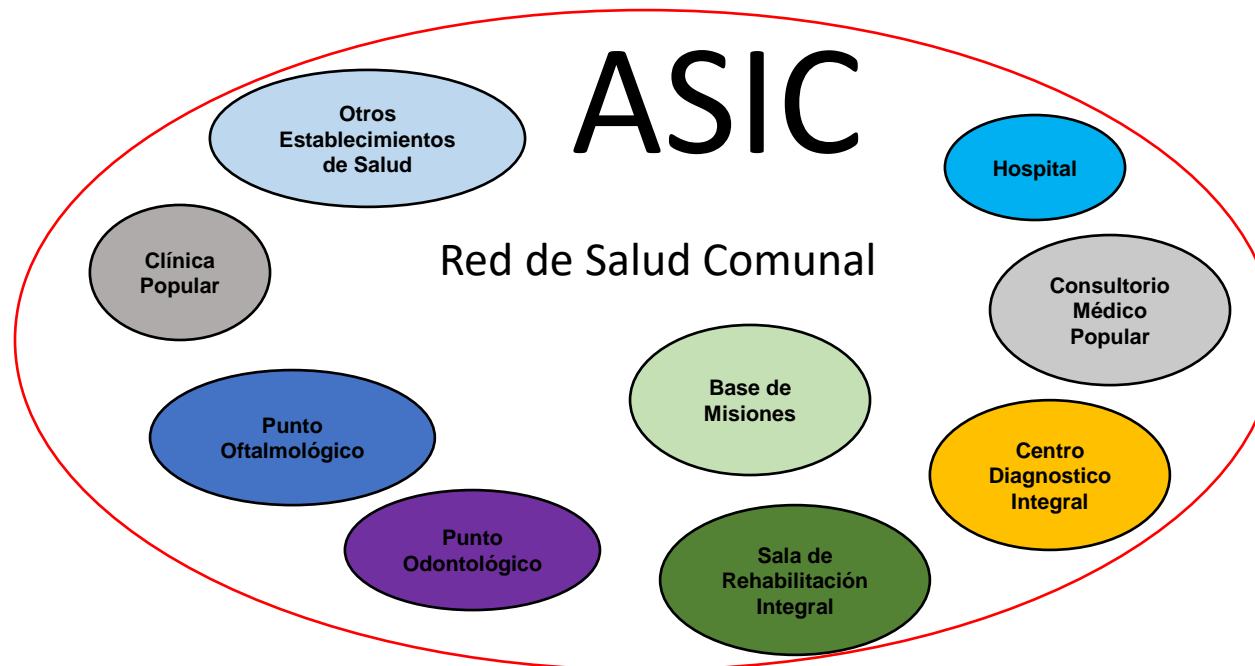 ASIC
Otros
Establecimientos
de Salud
Hospital
Clínica
Popular
Red de Salud Comunal
Consultorio
Médico
Popular
Base de
Misiones
Punto
Oftalmológico
Centro
Diagnostico
Integral
Punto
Odontológico
Sala de
Rehabilitación
Integral